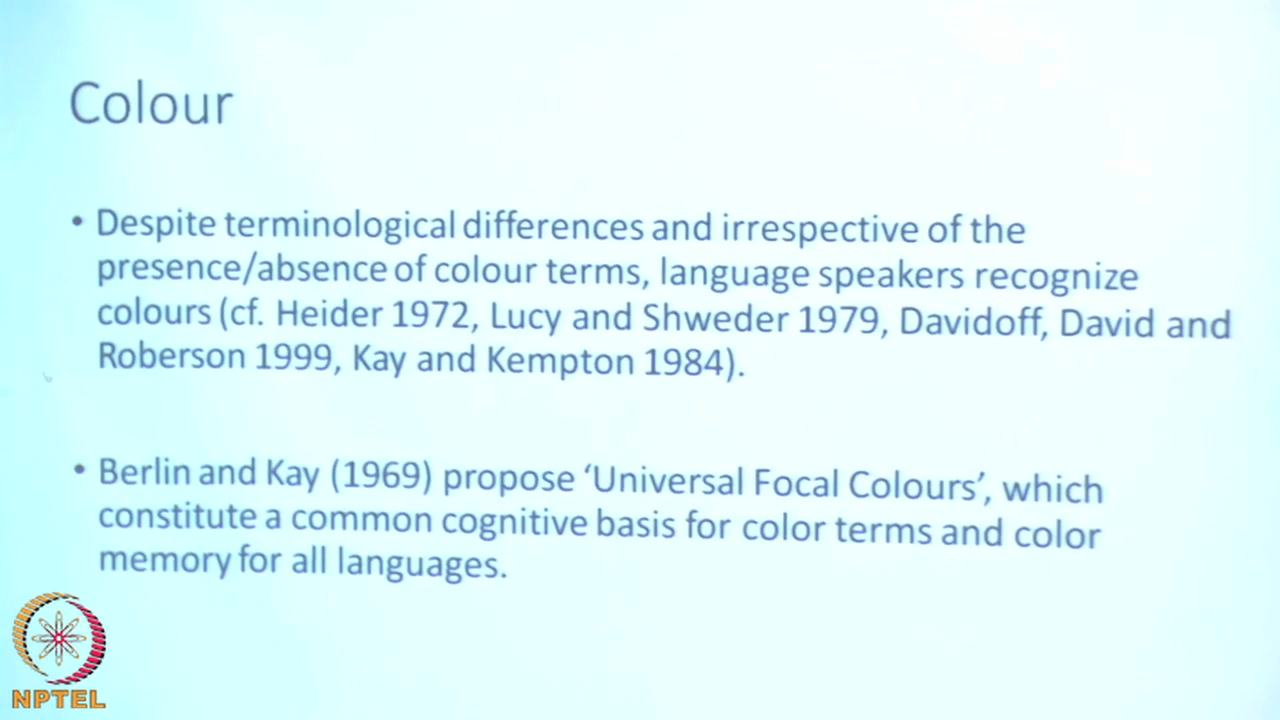 Colour
• Despite terminological differences and irrespective of the
presence/absence of colour terms, language speakers recognize
colours (cf. Heider 1972, Lucy and Shweder 1979, Davidoff, David and
Roberson 1999, Kay and Kempton 1984).
• Berlin and Kay (1969) propose ‘Universal Focal Colours’, which
constitute a common cognitive basis for color terms and color
memory for all languages.
NPTEL